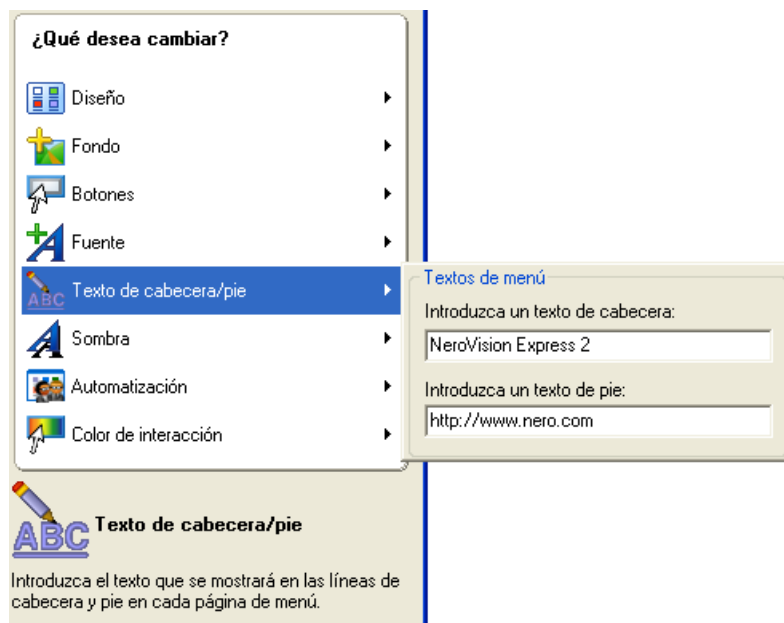 ¿Qué desea cambiar?
Diseño
Fondo
Botones
Fuente
ABC Texto de cabecera/pie
Sombra
Automatización
Color de interacción
Textos de menú
Introduzca un texto de cabecera:
NeroVision Express 2
Introduzca un texto de pie:
http://www.nero.com
ABC Texto de cabecera/pie
Introduzca el texto que se mostrará en las líneas de
cabecera y pie en cada página de menú.